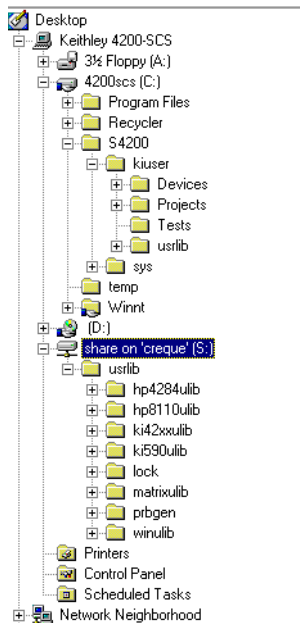 Desktop
Keithley 4200-SCS
3½ Floppy (A:)
4200scs (C:)
Program Files
Recycler
S4200
kiuser
Devices
Projects
Tests
usrlib
sys
temp
Winnt
(D:)
share on 'creque' (S:)
usrlib
hp4284ulib
hp8110ulib
ki42xxulib
ki590ulib
lock
matrixulib
prbgen
winulib
Printers
Control Panel
Scheduled Tasks
Network Neighborhood